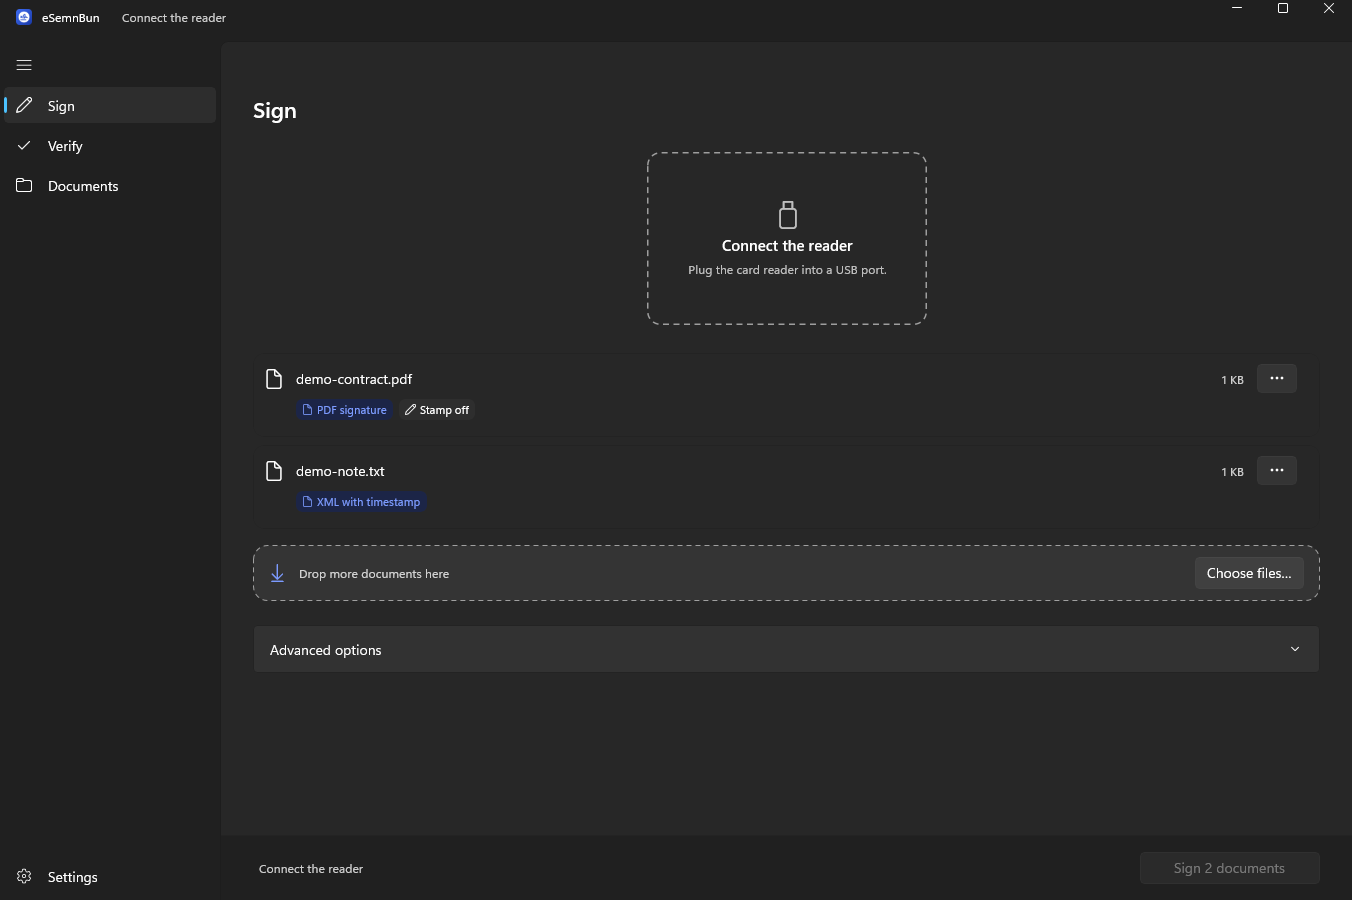 eSemnBun
Connect the reader
Sign
Verify
Documents
Sign
Connect the reader
Plug the card reader into a USB port.
demo-contract.pdf
1 KB
PDF signature
Stamp off
demo-note.txt
1 KB
XML with timestamp
Drop more documents here
Choose files...
Advanced options
Settings
Connect the reader
Sign 2 documents